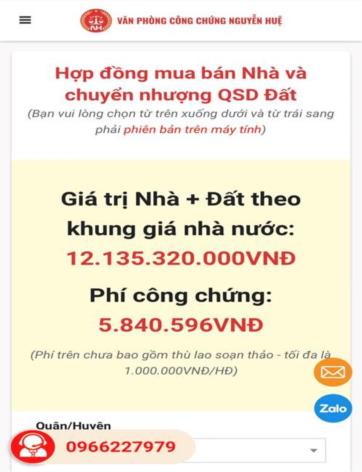 VĂN PHÒNG CÔNG CHỨNG NGUYỄN HUỆ
NH
Hợp đồng mua bán Nhà và
chuyển nhượng QSD Đất
(Bạn vui lòng chọn từ trên xuống dưới và từ trái sang
phải phiên bản trên máy tính)
Giá trị Nhà + Đất theo
khung giá nhà nước:
12.135.320.000VNĐ
Phí công chứng:
5.840.596VNĐ
(Phí trên chưa bao gồm thù lao soạn thảo - tối đa là
1.000.000VNĐ/HĐ)
Zalo
Quận/Huyện
0966227979